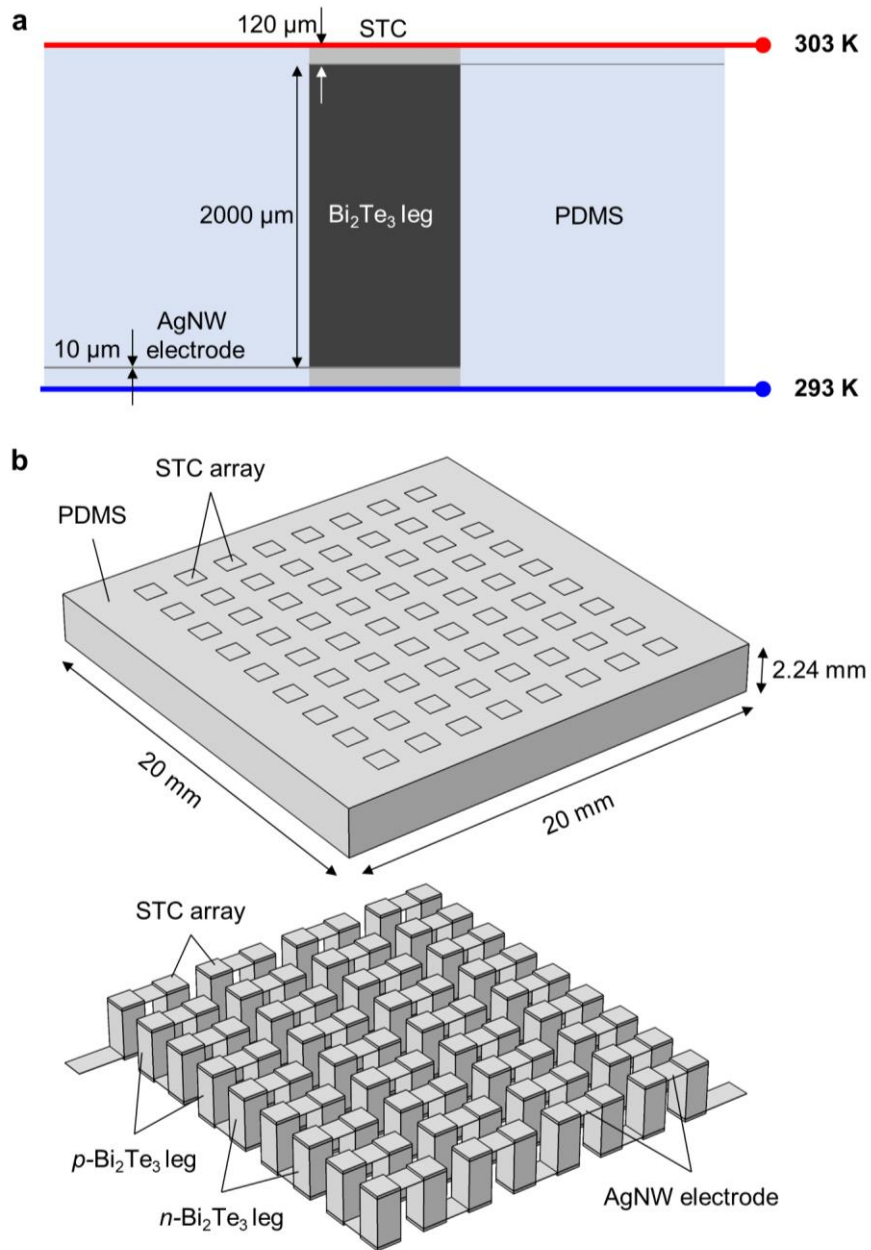 a
120 µm
STC
303 K
2000 µm
Bi₂Te₃ leg
PDMS
AgNW
electrode
10 µm
293 K
b
STC array
PDMS
2.24 mm
20 mm
20 mm
STC array
p-Bi₂Te₃ leg
n-Bi₂Te₃ leg
AgNW electrode